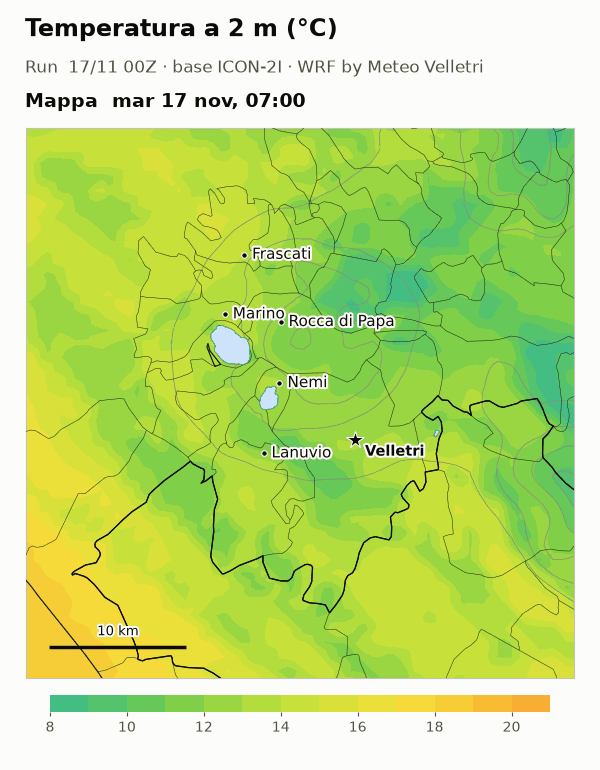 Temperatura a 2 m (°C)
Run  17/11 00Z · base ICON-2I · WRF by Meteo Velletri
Mappa  mar 17 nov, 07:00
Frascati
Marino
Rocca di Papa
Nemi
Velletri
Lanuvio
10 km
8 10 12 14 16 18 20